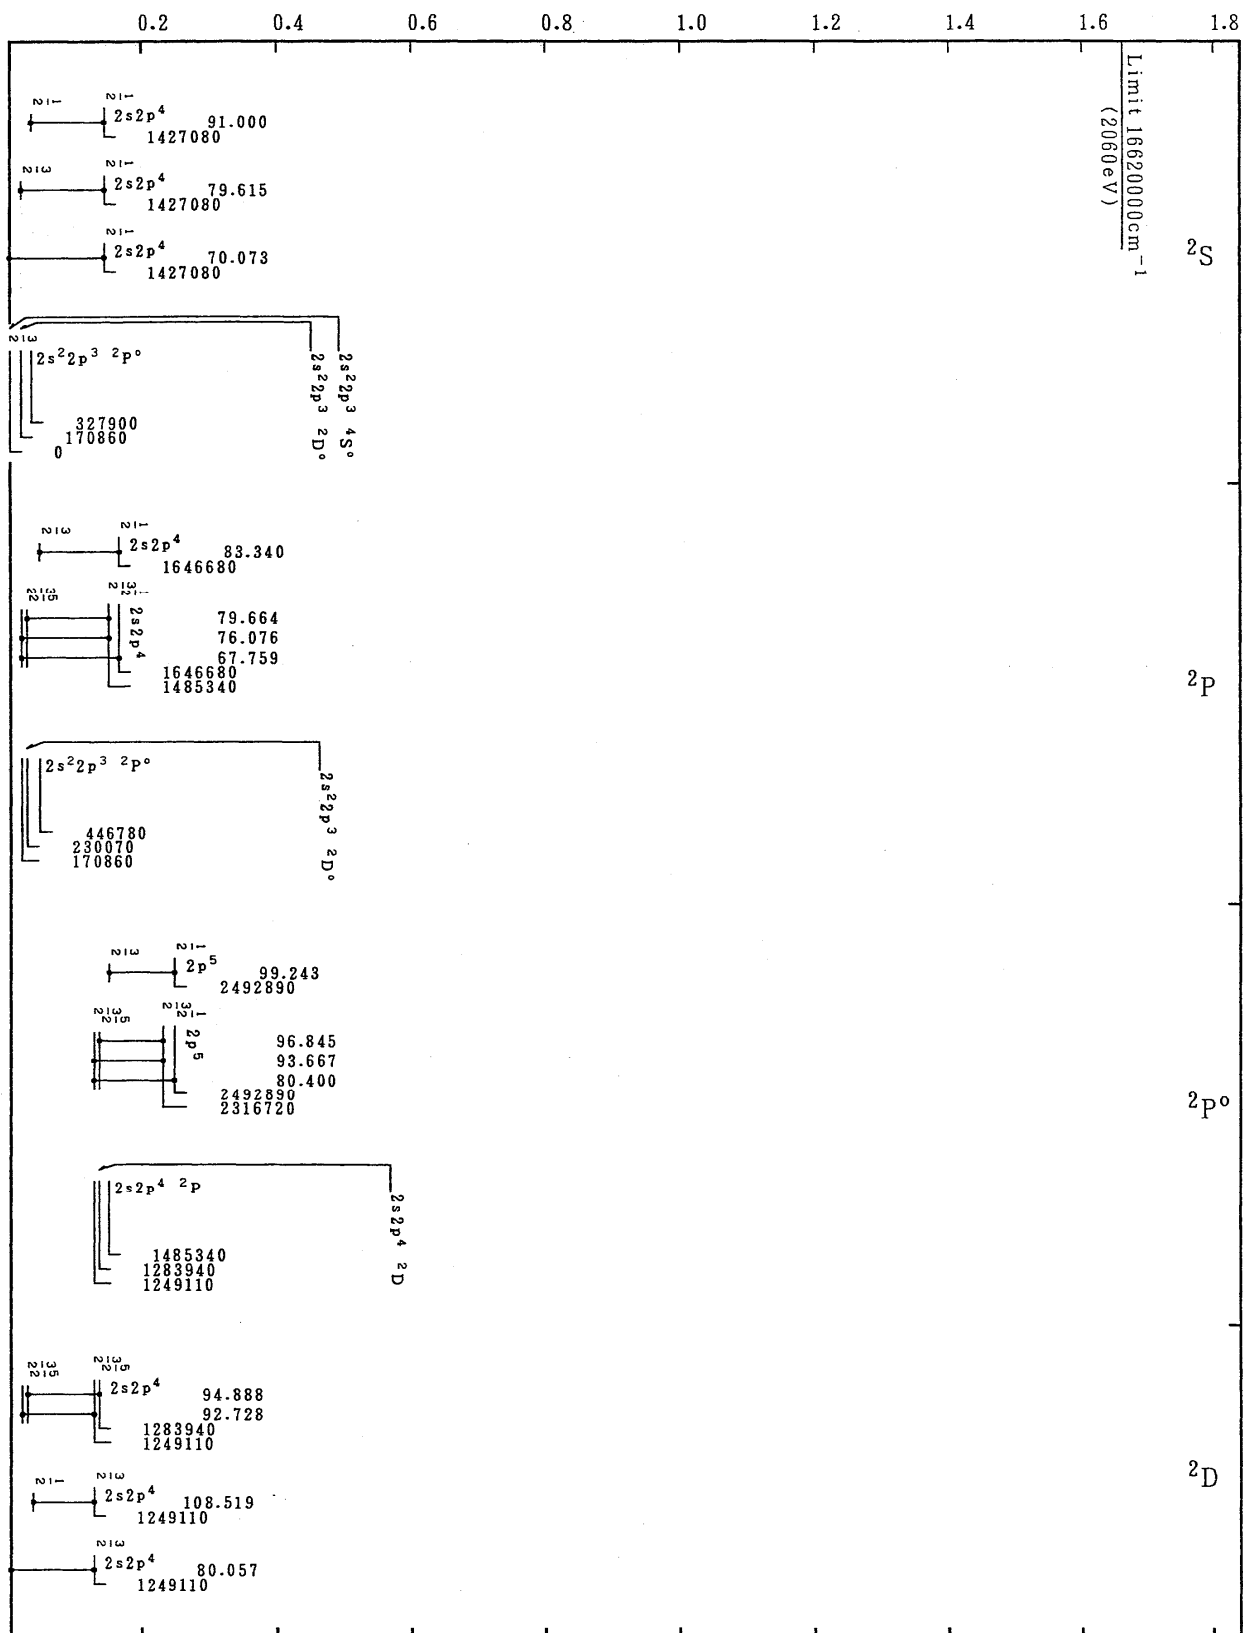 0.2 0.4 0.6 0.8 1.0 1.2 1.4 1.6 1.8
Limit 16620000cm⁻¹
(2060eV)
²S
1/2 1/2
2s2p⁴ 91.000
1427080
3/2 1/2
2s2p⁴ 79.615
1427080
1/2
2s2p⁴ 70.073
1427080
3/2
2s²2p³ ²P°
2s²2p³ ²D°
2s²2p³ ⁴S°
327900
170860
0
²P
3/2 1/2
2s2p⁴ 83.340
1646680
3/2 5/2 3/2 1/2
2s2p⁴
79.664
76.076
67.759
1646680
1485340
2s²2p³ ²P°
2s²2p³ ²D°
446780
230070
170860
²P°
3/2 1/2
2p⁵ 99.243
2492890
3/2 5/2 3/2 1/2
2p⁵
96.845
93.667
80.400
2492890
2316720
2s2p⁴ ²P
2s2p⁴ ²D
1485340
1283940
1249110
²D
3/2 5/2 3/2 5/2
2s2p⁴ 94.888
92.728
1283940
1249110
1/2 3/2
2s2p⁴ 108.519
1249110
3/2
2s2p⁴ 80.057
1249110